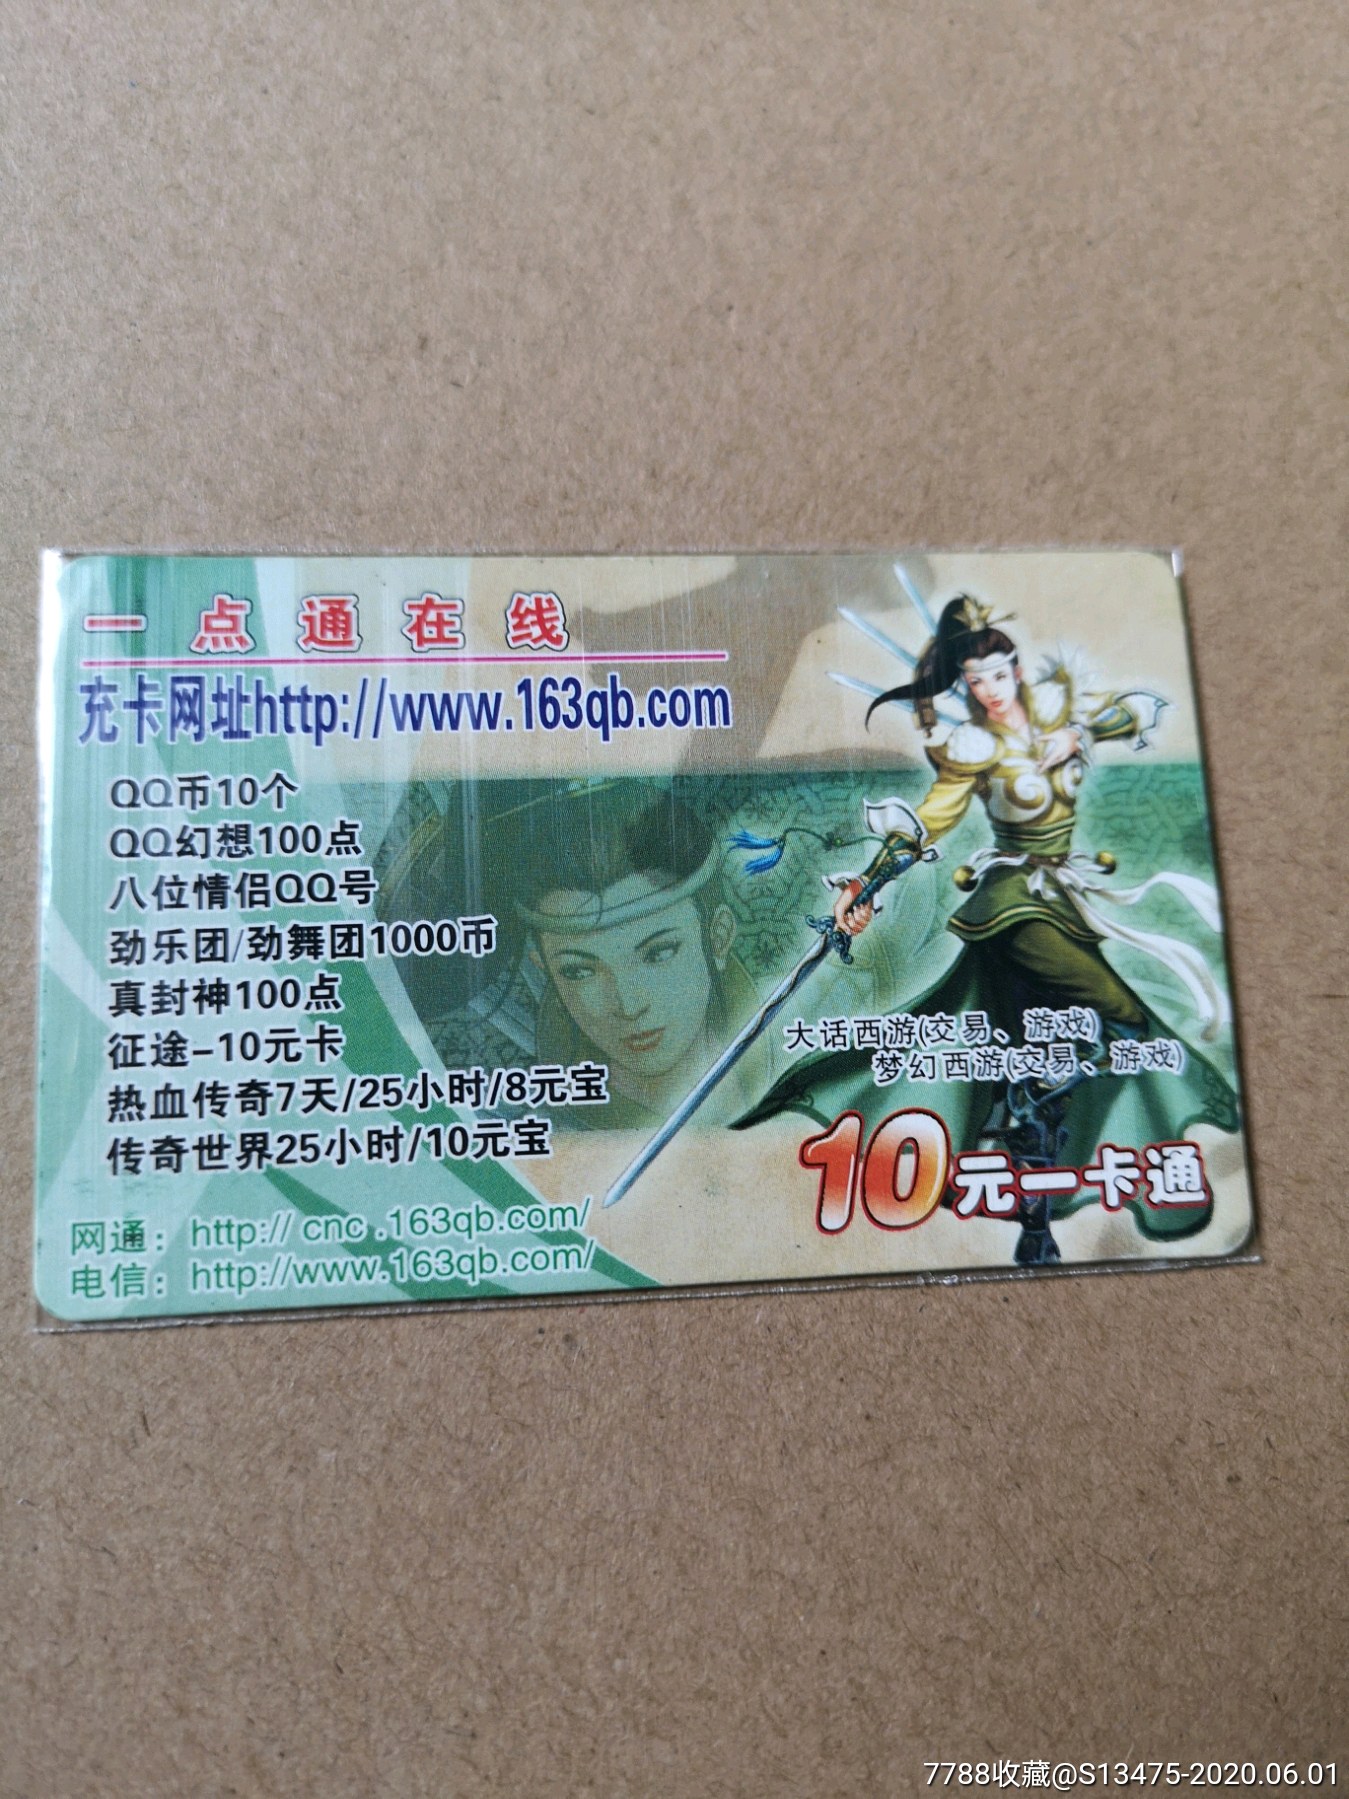 一点通在线
充卡网址http://www.163qb.com
QQ币10个
QQ幻想100点
八位情侣QQ号
劲乐团/劲舞团1000币
真封神100点
征途-10元卡
热血传奇7天/25小时/8元宝
传奇世界25小时/10元宝
大话西游(交易、游戏)
梦幻西游(交易、游戏)
10元一卡通
网通：http:// cnc .163qb.com/
电信：http://www.163qb.com/
7788收藏@S13475-2020.06.01